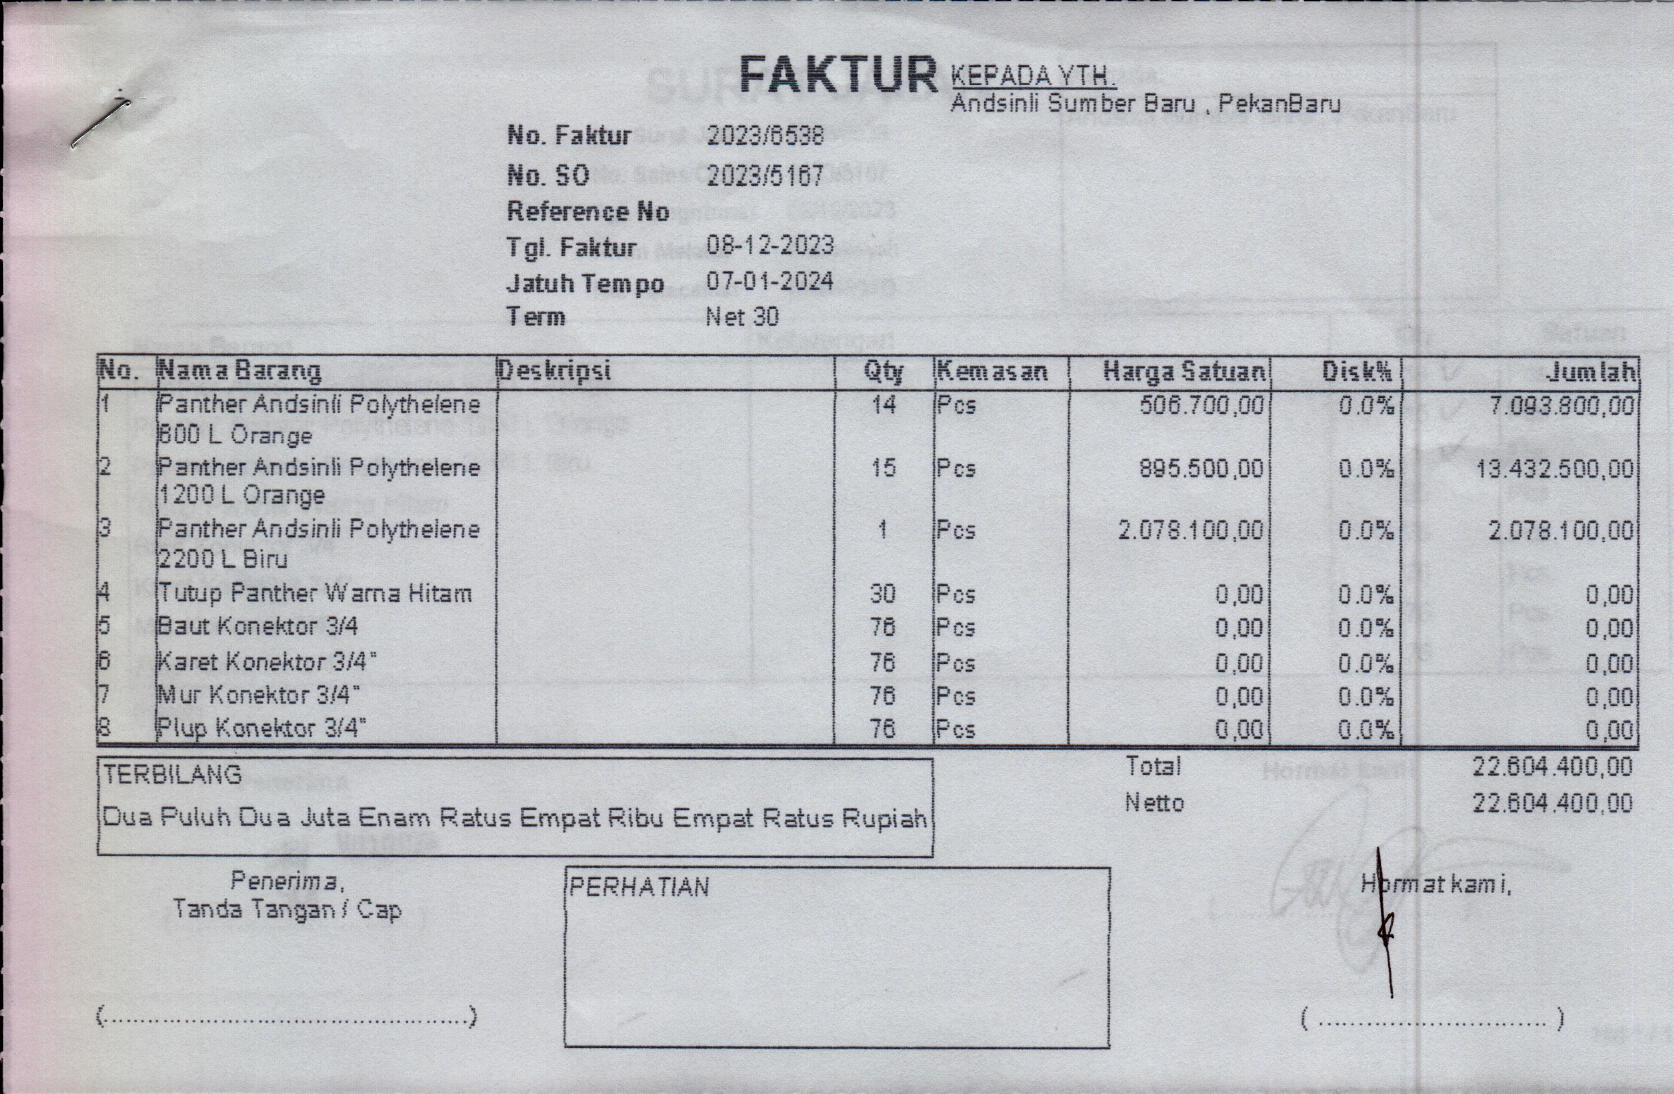 FAKTUR
KEPADA YTH.
Andsinli Sumber Baru , PekanBaru
No. Faktur 2023/6538
No. SO 2023/5167
Reference No
Tgl. Faktur 08-12-2023
Jatuh Tempo 07-01-2024
Term Net 30
No. Nama Barang Deskripsi Qty Kemasan Harga Satuan Disk% Jumlah
1 Panther Andsinli Polythelene 14 Pcs 506.700,00 0.0% 7.093.800,00
600 L Orange
2 Panther Andsinli Polythelene 15 Pcs 895.500,00 0.0% 13.432.500,00
1200 L Orange
3 Panther Andsinli Polythelene 1 Pcs 2.078.100,00 0.0% 2.078.100,00
2200 L Biru
4 Tutup Panther Warna Hitam 30 Pcs 0,00 0.0% 0,00
5 Baut Konektor 3/4 76 Pcs 0,00 0.0% 0,00
6 Karet Konektor 3/4" 76 Pcs 0,00 0.0% 0,00
7 Mur Konektor 3/4" 76 Pcs 0,00 0.0% 0,00
8 Plup Konektor 3/4" 76 Pcs 0,00 0.0% 0,00
TERBILANG
Dua Puluh Dua Juta Enam Ratus Empat Ribu Empat Ratus Rupiah
Total 22.604.400,00
Netto 22.604.400,00
Penerima,
Tanda Tangan / Cap
(..............................................)
PERHATIAN
Hormat kami,
( ............................. )